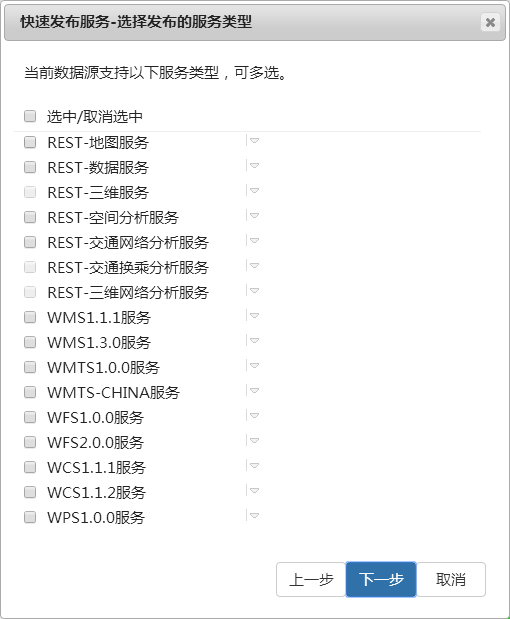 快速发布服务-选择发布的服务类型
当前数据源支持以下服务类型，可多选。
选中/取消选中
REST-地图服务
REST-数据服务
REST-三维服务
REST-空间分析服务
REST-交通网络分析服务
REST-交通换乘分析服务
REST-三维网络分析服务
WMS1.1.1服务
WMS1.3.0服务
WMTS1.0.0服务
WMTS-CHINA服务
WFS1.0.0服务
WFS2.0.0服务
WCS1.1.1服务
WCS1.1.2服务
WPS1.0.0服务
上一步 下一步 取消